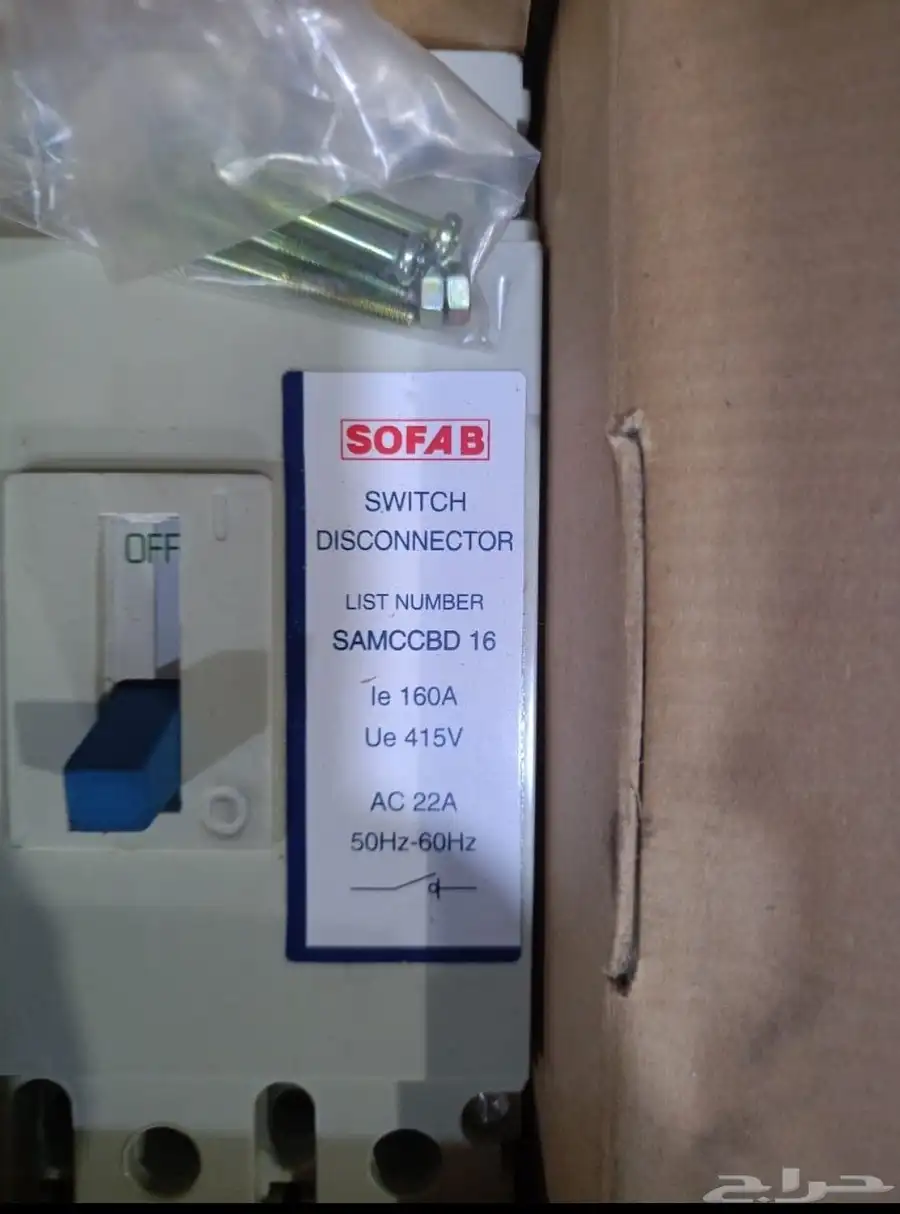 SOFAB
SWITCH
DISCONNECTOR
LIST NUMBER
SAMCCBD 16
Ie 160A
Ue 415V
AC 22A
50Hz-60Hz
OFF
حراج